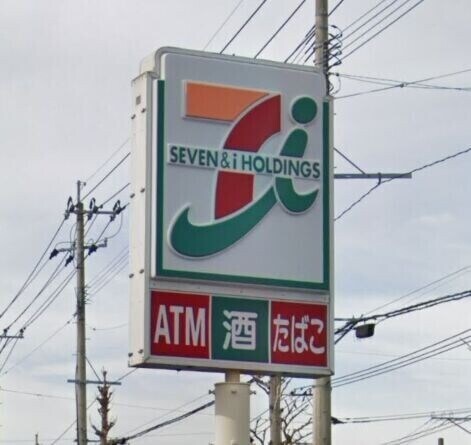 SEVEN & i HOLDINGS
ATM 酒 たばこ